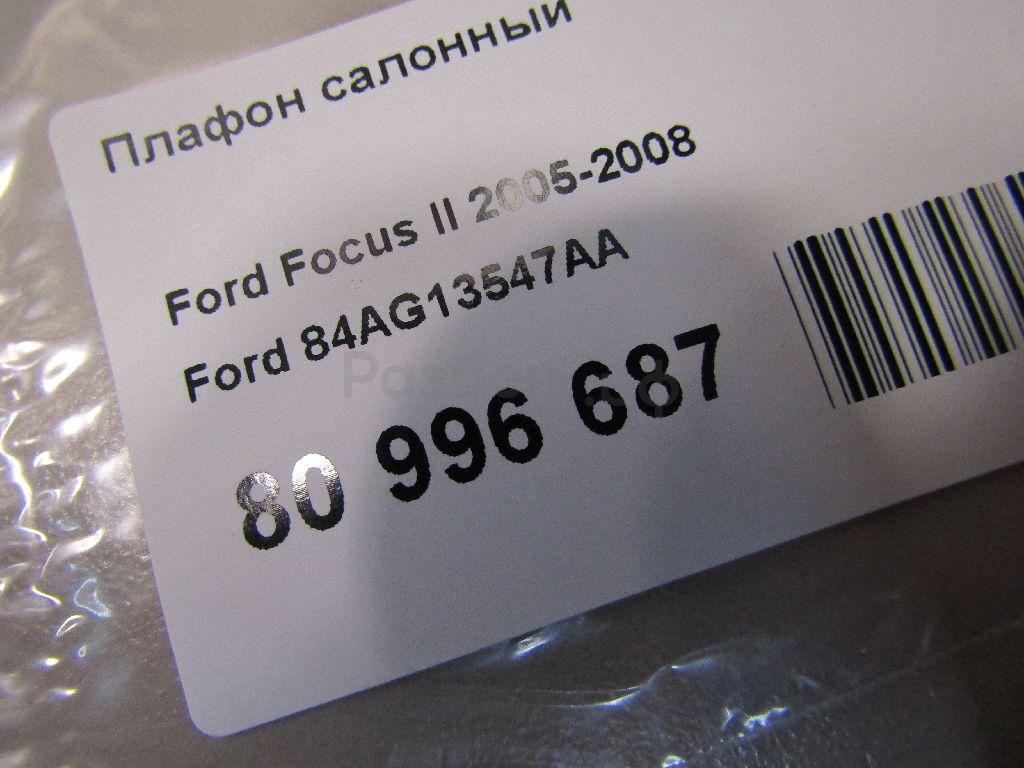 Плафон салонный
Ford Focus II 2005-2008
Ford 84AG13547AA
80 996 687